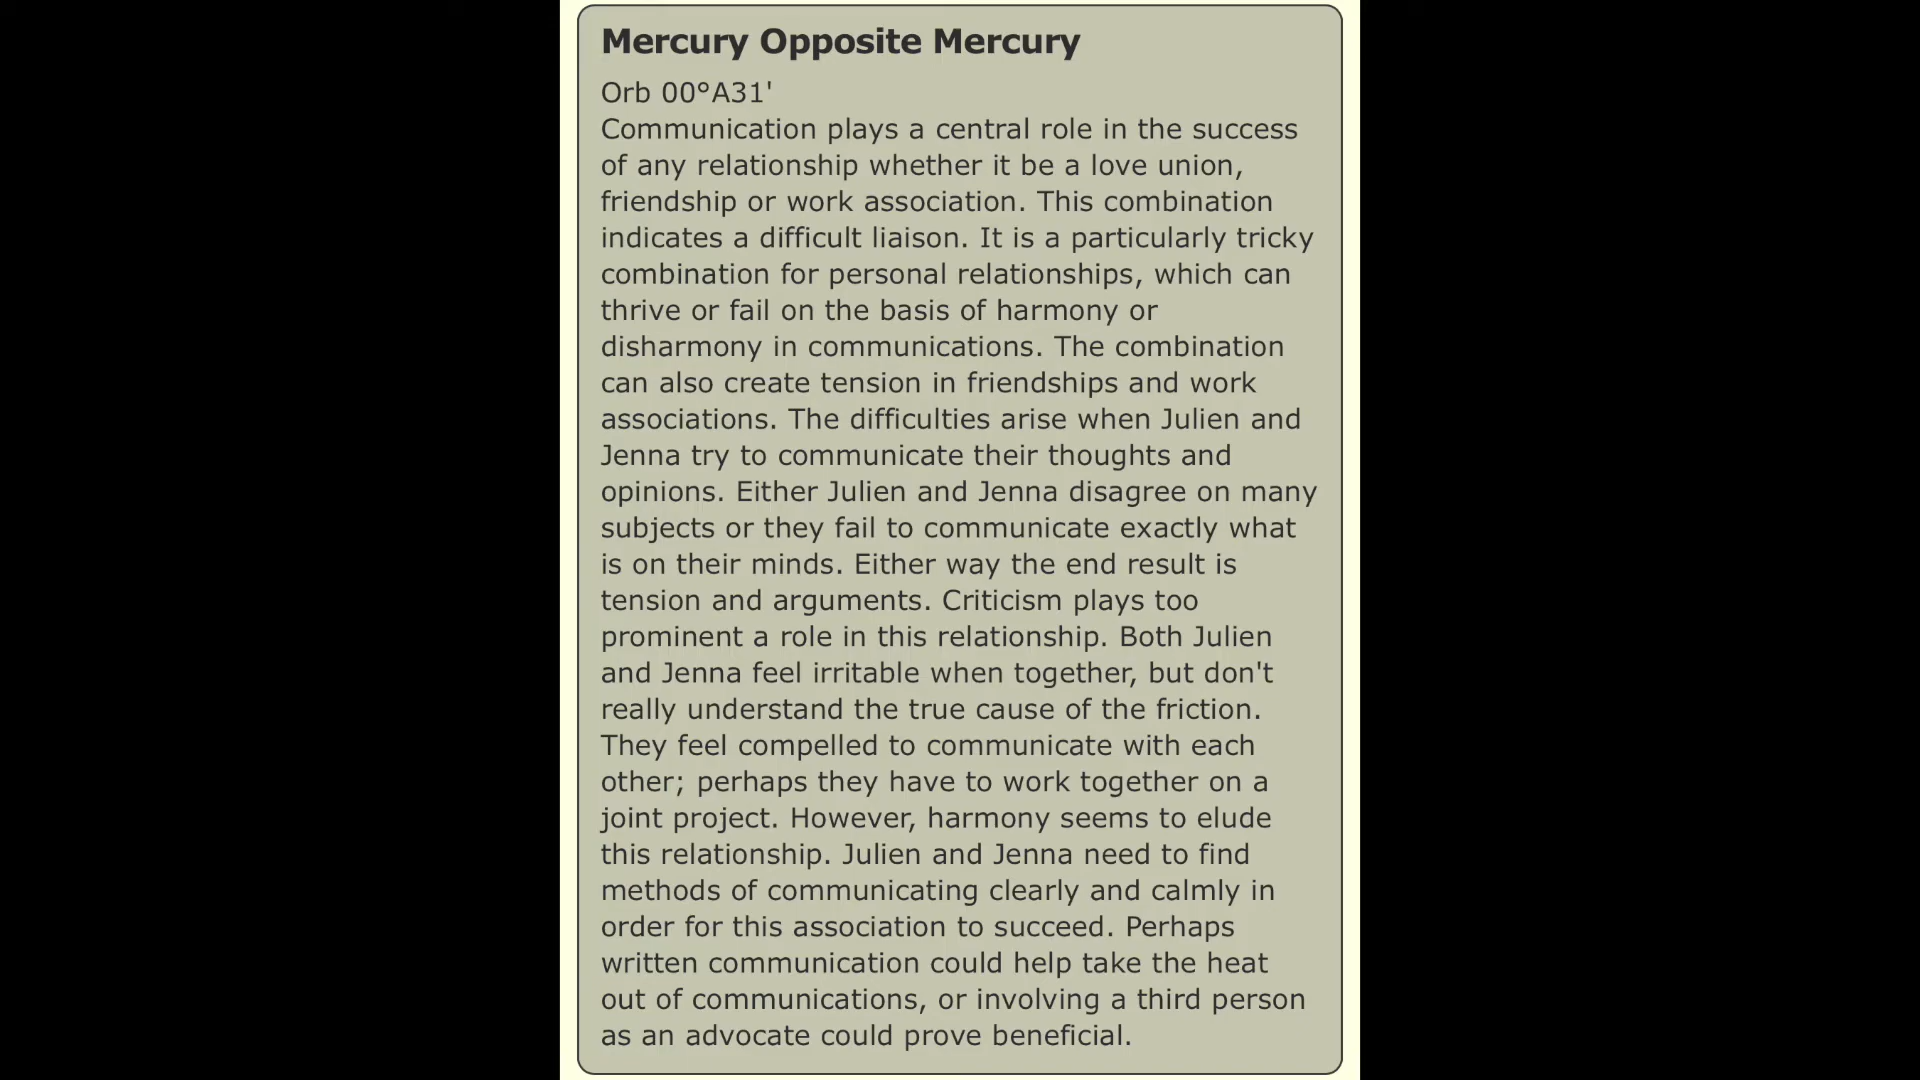 Mercury Opposite Mercury
Orb 00°A31'
Communication plays a central role in the success
of any relationship whether it be a love union,
friendship or work association. This combination
indicates a difficult liaison. It is a particularly tricky
combination for personal relationships, which can
thrive or fail on the basis of harmony or
disharmony in communications. The combination
can also create tension in friendships and work
associations. The difficulties arise when Julien and
Jenna try to communicate their thoughts and
opinions. Either Julien and Jenna disagree on many
subjects or they fail to communicate exactly what
is on their minds. Either way the end result is
tension and arguments. Criticism plays too
prominent a role in this relationship. Both Julien
and Jenna feel irritable when together, but don't
really understand the true cause of the friction.
They feel compelled to communicate with each
other; perhaps they have to work together on a
joint project. However, harmony seems to elude
this relationship. Julien and Jenna need to find
methods of communicating clearly and calmly in
order for this association to succeed. Perhaps
written communication could help take the heat
out of communications, or involving a third person
as an advocate could prove beneficial.